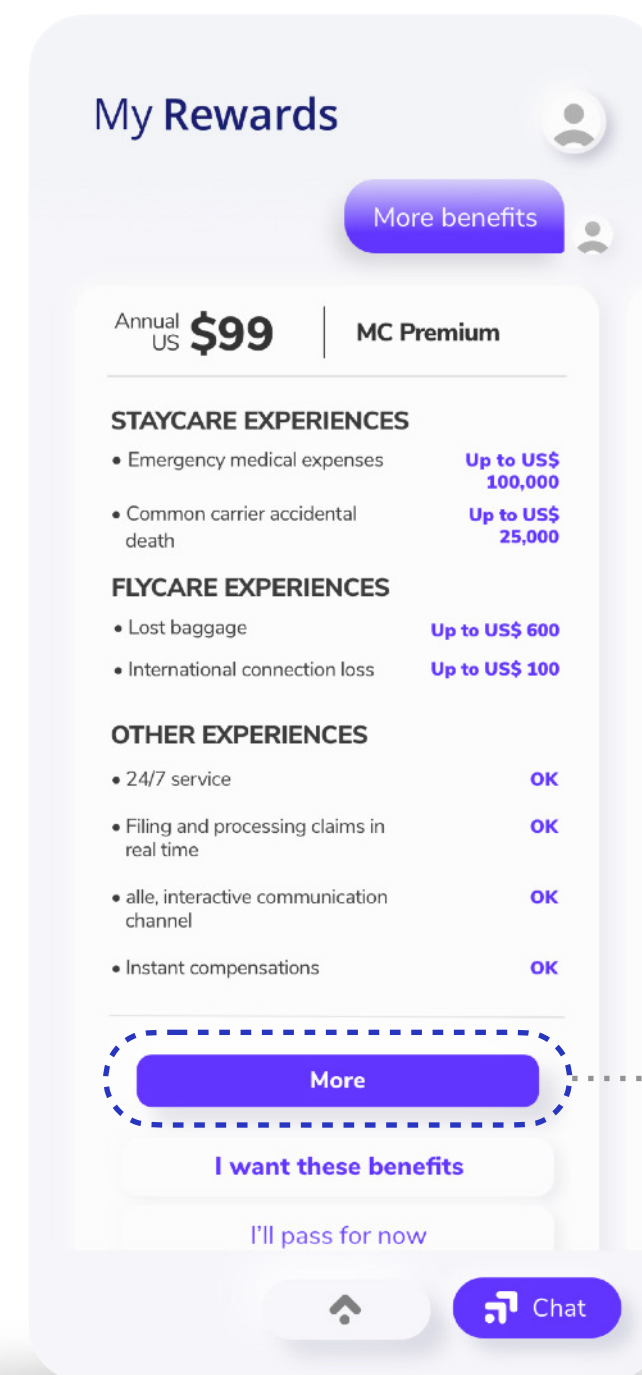 My Rewards
More benefits
Annual
US $99
MC Premium
STAYCARE EXPERIENCES
• Emergency medical expenses
Up to US$
100,000
• Common carrier accidental
death
Up to US$
25,000
FLYCARE EXPERIENCES
• Lost baggage
Up to US$ 600
• International connection loss
Up to US$ 100
OTHER EXPERIENCES
• 24/7 service
OK
• Filing and processing claims in
real time
OK
• alle, interactive communication
channel
OK
• Instant compensations
OK
More
I want these benefits
I'll pass for now
Chat